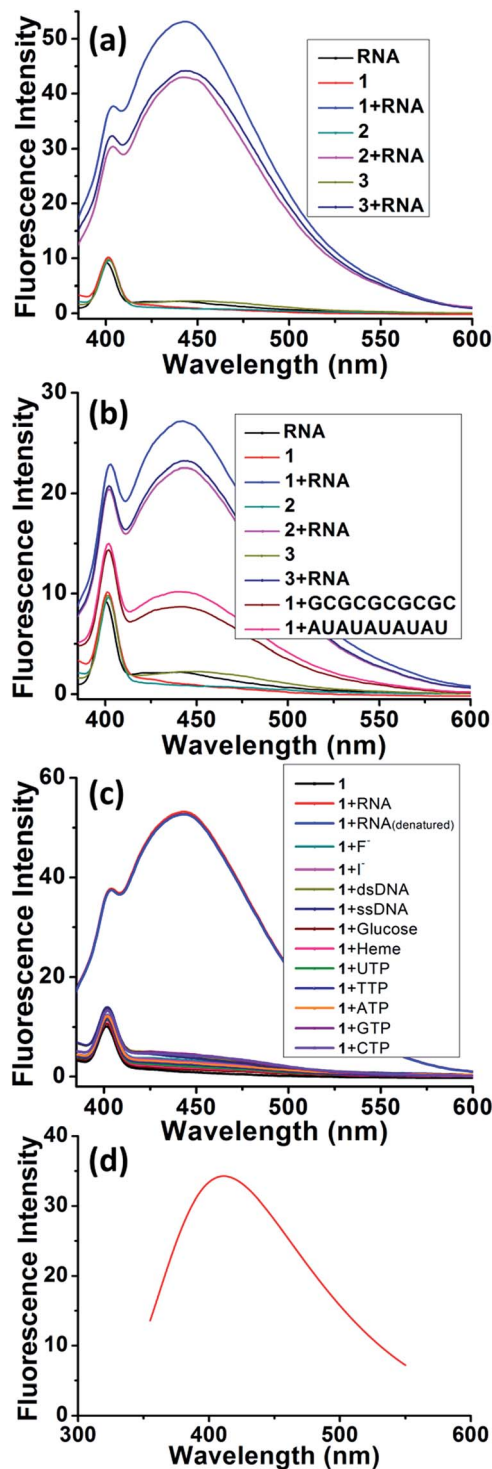 (a)
Fluorescence Intensity
50
40
30
20
10
0
RNA
1
1+RNA
2
2+RNA
3
3+RNA
400 450 500 550 600
Wavelength (nm)
(b)
Fluorescence Intensity
30
20
10
0
RNA
1
1+RNA
2
2+RNA
3
3+RNA
1+GCGCGCGCGC
1+AUAUAUAUAU
400 450 500 550 600
Wavelength (nm)
(c)
Fluorescence Intensity
60
40
20
0
1
1+RNA
1+RNA(denatured)
1+F-
1+I-
1+dsDNA
1+ssDNA
1+Glucose
1+Heme
1+UTP
1+TTP
1+ATP
1+GTP
1+CTP
400 450 500 550 600
Wavelength (nm)
(d)
Fluorescence Intensity
40
30
20
10
0
300 400 500 600
Wavelength (nm)